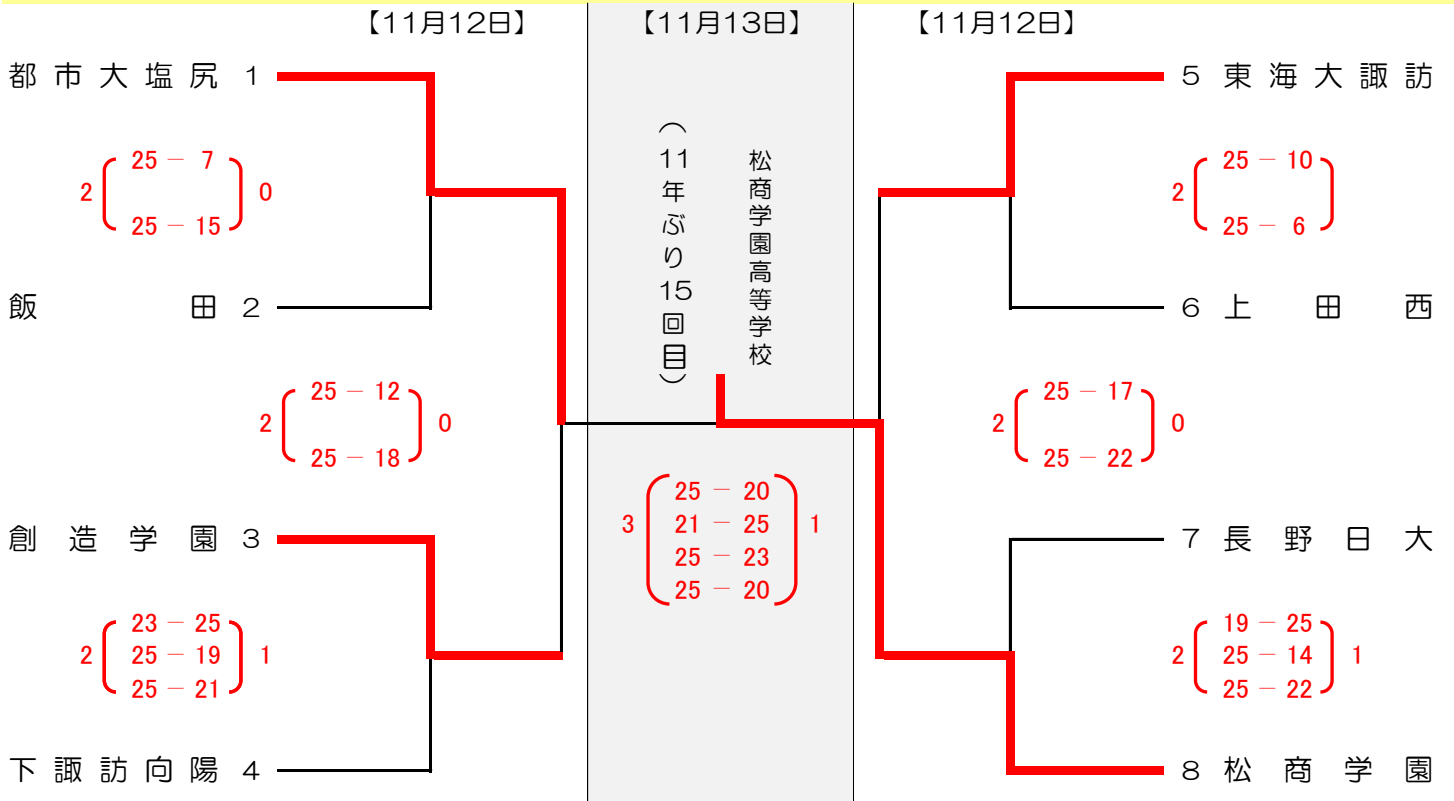 【11月12日】
【11月13日】
【11月12日】
都市大塩尻 1
2 25 － 7 0
25 － 15
飯田 2
2 25 － 12 0
25 － 18
創造学園 3
23 － 25
2 25 － 19 1
25 － 21
下諏訪向陽 4
松商学園高等学校
（11年ぶり15回目）
25 － 20
3 21 － 25 1
25 － 23
25 － 20
5 東海大諏訪
2 25 － 10
25 － 6
6 上田西
2 25 － 17 0
25 － 22
7 長野日大
19 － 25
2 25 － 14 1
25 － 22
8 松商学園